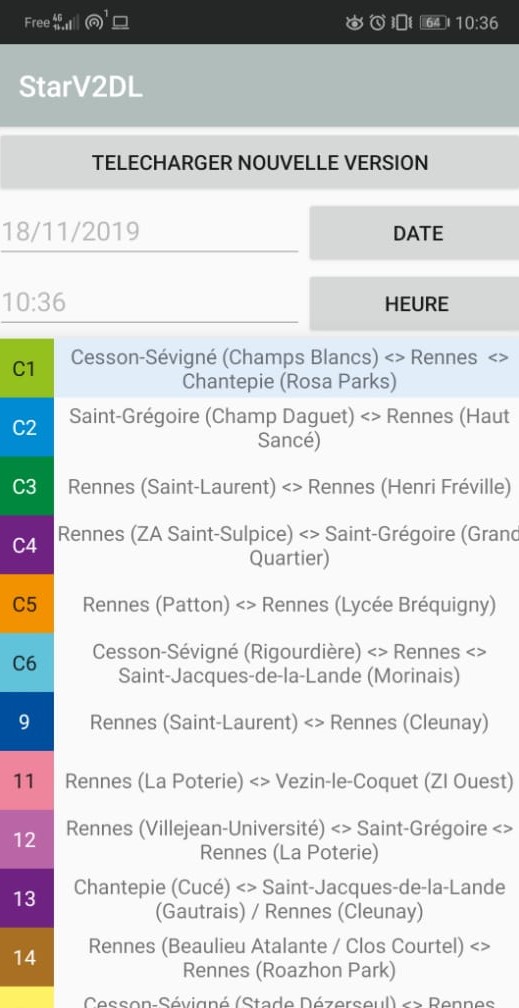 Free 4G 1 64 10:36
StarV2DL
TELECHARGER NOUVELLE VERSION
18/11/2019 DATE
10:36 HEURE
C1 Cesson-Sévigné (Champs Blancs) <> Rennes <>
Chantepie (Rosa Parks)
C2 Saint-Grégoire (Champ Daguet) <> Rennes (Haut
Sancé)
C3 Rennes (Saint-Laurent) <> Rennes (Henri Fréville)
C4 Rennes (ZA Saint-Sulpice) <> Saint-Grégoire (Grand
Quartier)
C5 Rennes (Patton) <> Rennes (Lycée Bréquigny)
C6 Cesson-Sévigné (Rigourdière) <> Rennes <>
Saint-Jacques-de-la-Lande (Morinais)
9 Rennes (Saint-Laurent) <> Rennes (Cleunay)
11 Rennes (La Poterie) <> Vezin-le-Coquet (ZI Ouest)
12 Rennes (Villejean-Université) <> Saint-Grégoire <>
Rennes (La Poterie)
13 Chantepie (Cucé) <> Saint-Jacques-de-la-Lande
(Gautrais) / Rennes (Cleunay)
14 Rennes (Beaulieu Atalante / Clos Courtel) <>
Rennes (Roazhon Park)
Cesson-Sévigné (Stade Dézerseul) <> Rennes